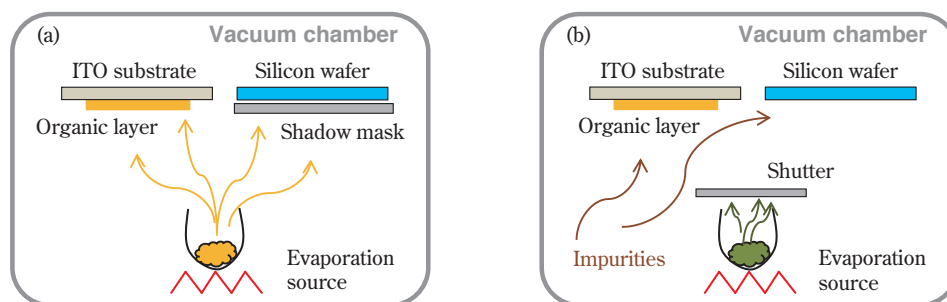 (a)
Vacuum chamber
ITO substrate
Silicon wafer
Organic layer
Shadow mask
Evaporation
source
(b)
Vacuum chamber
ITO substrate
Silicon wafer
Organic layer
Shutter
Impurities
Evaporation
source